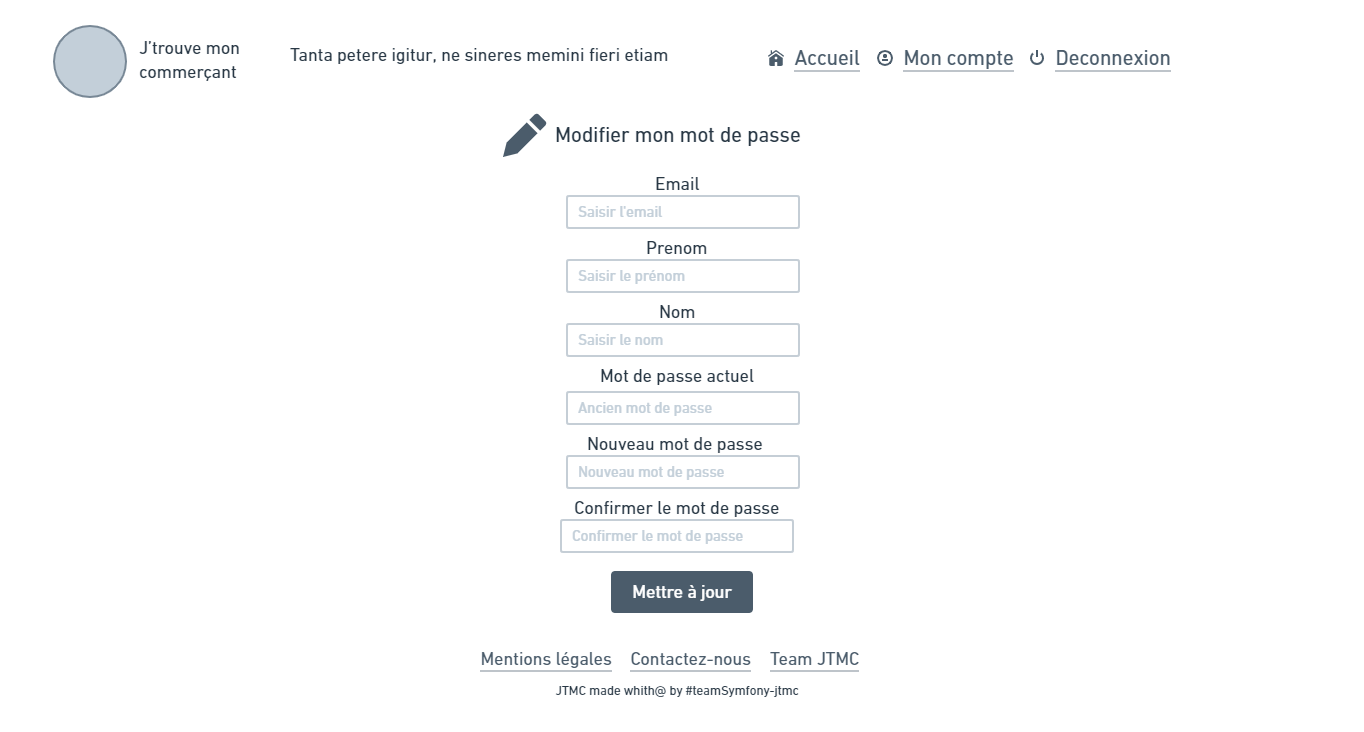 J'trouve mon
commerçant
Tanta petere igitur, ne sineres memini fieri etiam
Accueil
Mon compte
Deconnexion
Modifier mon mot de passe
Email
Saisir l'email
Prenom
Saisir le prénom
Nom
Saisir le nom
Mot de passe actuel
Ancien mot de passe
Nouveau mot de passe
Nouveau mot de passe
Confirmer le mot de passe
Confirmer le mot de passe
Mettre à jour
Mentions légales
Contactez-nous
Team JTMC
JTMC made whith@ by #teamSymfony-jtmc